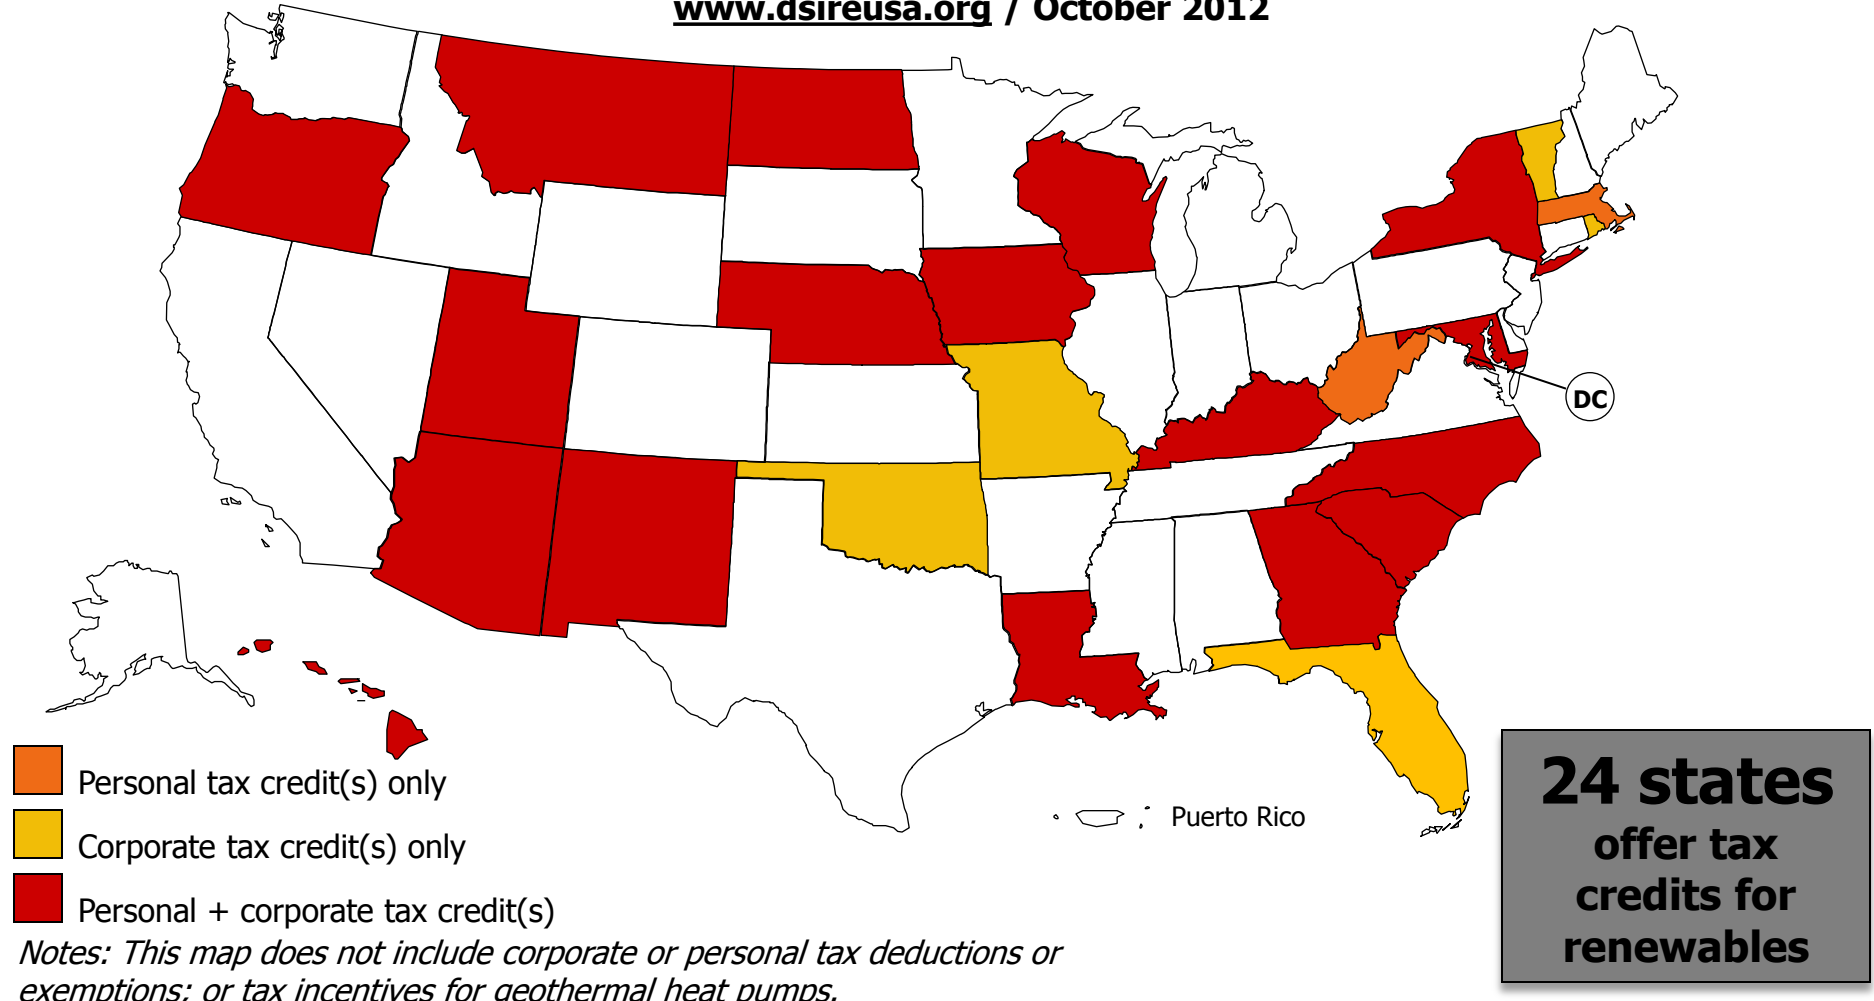 www.dsireusa.org / October 2012
DC
Puerto Rico
Personal tax credit(s) only
Corporate tax credit(s) only
Personal + corporate tax credit(s)
24 states
offer tax
credits for
renewables
Notes: This map does not include corporate or personal tax deductions or
exemptions; or tax incentives for geothermal heat pumps.